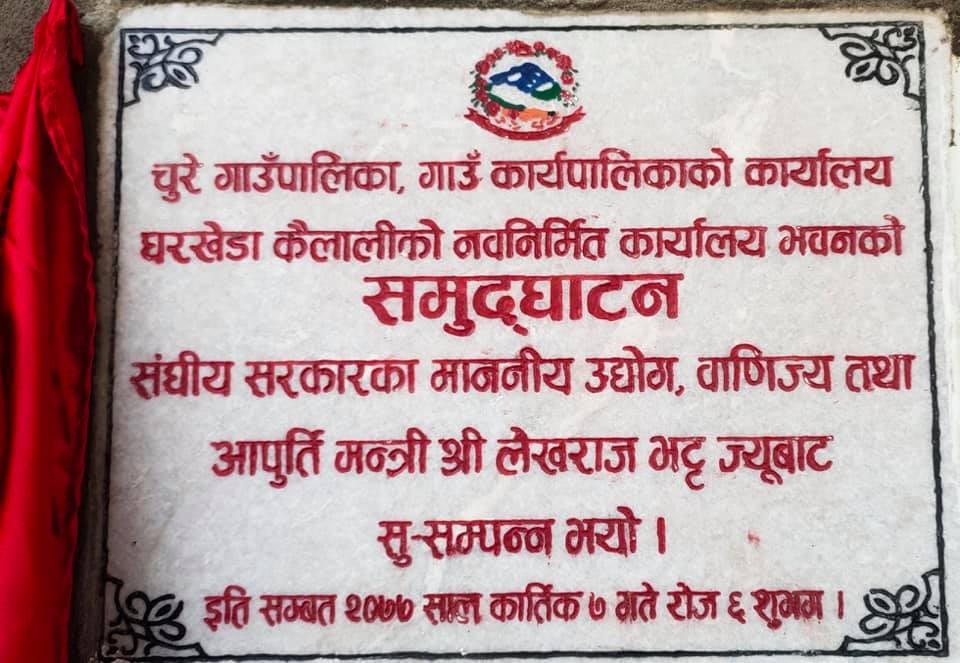 चुरे गाउँपालिका, गाउँ कार्यपालिकाको कार्यालय
घरखेडा कैलालीको नवनिर्मित कार्यालय भवनको
समुद्घाटन
संघीय सरकारका माननीय उद्योग, वाणिज्य तथा
आपुर्ति मन्त्री श्री लेखराज भट्ट ज्यूबाट
सु-सम्पन्न भयो ।
इति सम्बत २०७७ साल कार्तिक ७ गते रोज ६ शुभम ।